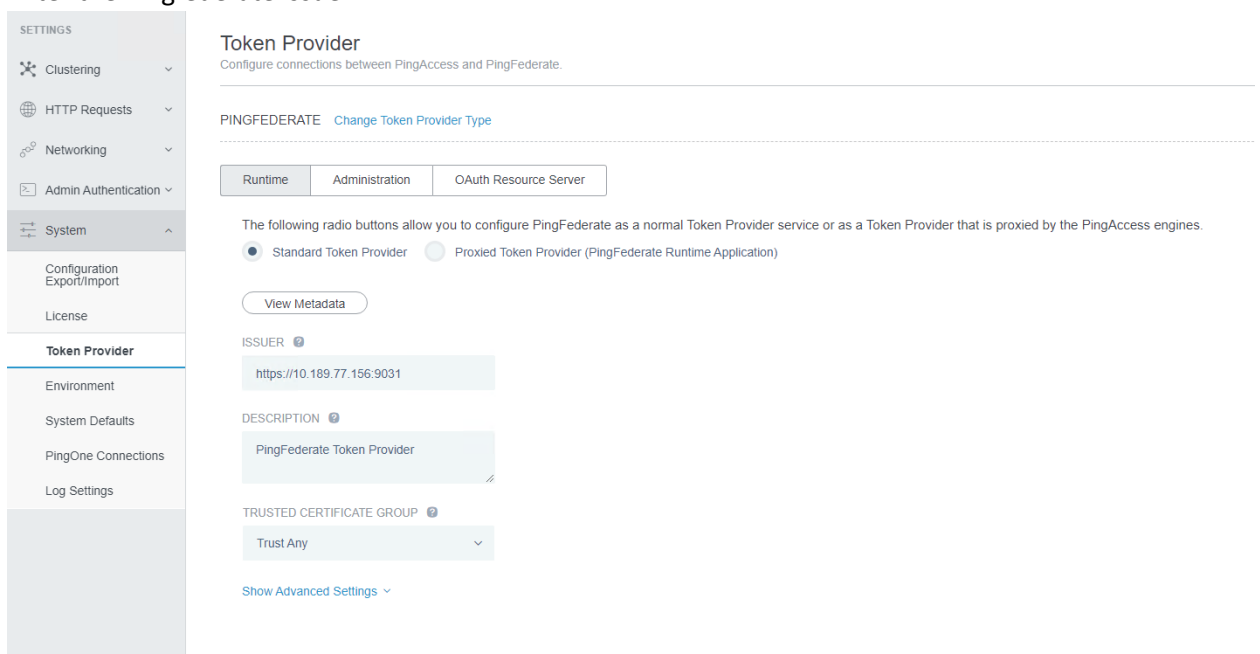 SETTINGS
Clustering
HTTP Requests
Networking
Admin Authentication
System
Configuration
Export/Import
License
Token Provider
Environment
System Defaults
PingOne Connections
Log Settings
Token Provider
Configure connections between PingAccess and PingFederate.
PINGFEDERATE Change Token Provider Type
Runtime Administration OAuth Resource Server
The following radio buttons allow you to configure PingFederate as a normal Token Provider service or as a Token Provider that is proxied by the PingAccess engines.
Standard Token Provider Proxied Token Provider (PingFederate Runtime Application)
View Metadata
ISSUER ?
https://10.189.77.156:9031
DESCRIPTION ?
PingFederate Token Provider
TRUSTED CERTIFICATE GROUP ?
Trust Any
Show Advanced Settings